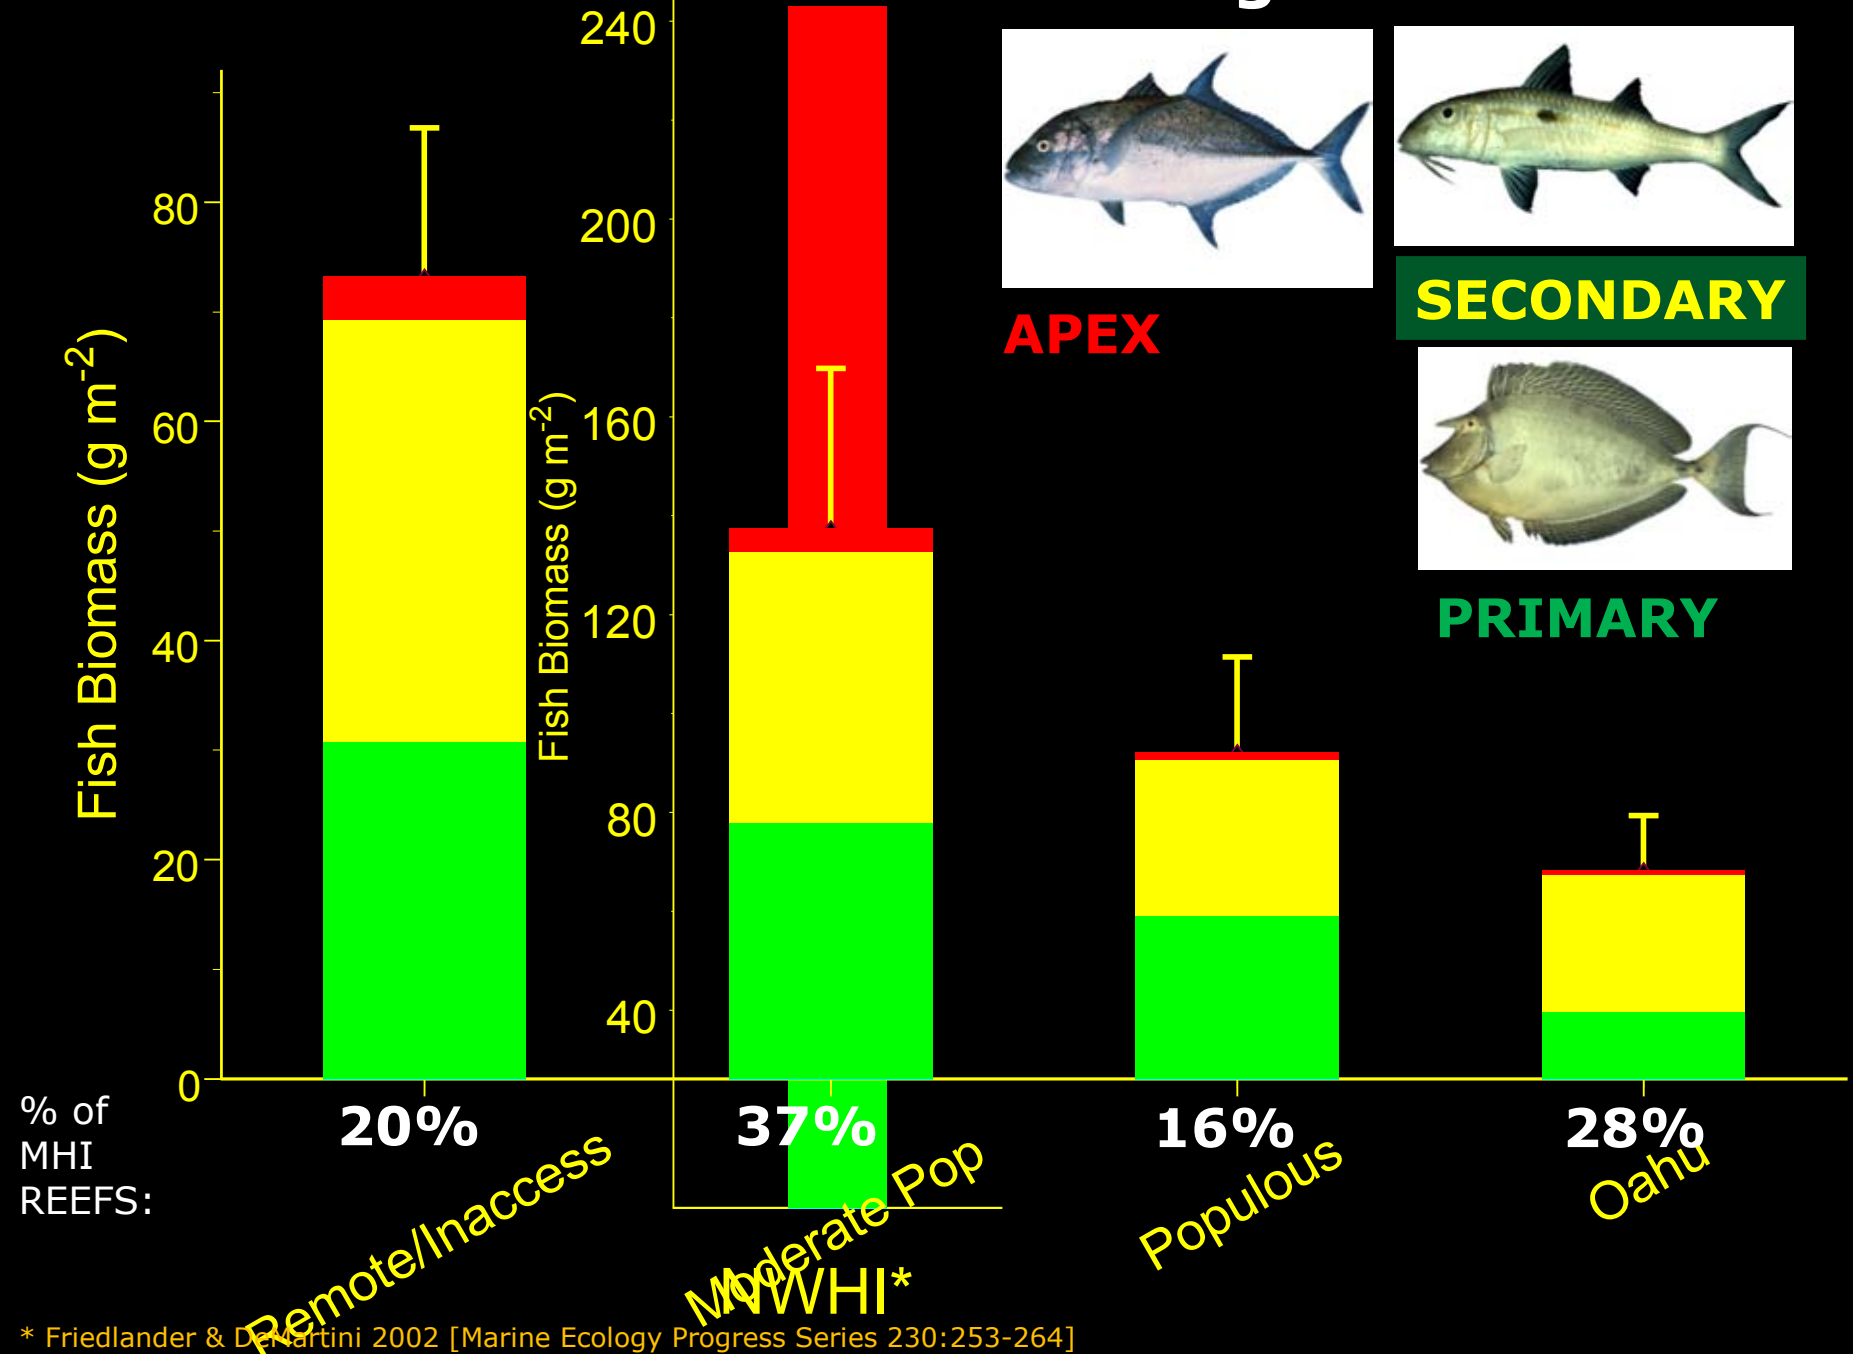 g
240
200
160
120
80
40
Fish Biomass (g m-2)
80
60
40
20
0
Fish Biomass (g m-2)
APEX
SECONDARY
PRIMARY
% of
MHI
REEFS:
20%
37%
16%
28%
Remote/Inaccess
Moderate Pop
Populous
Oahu
NWHI*
* Friedlander & DeMartini 2002 [Marine Ecology Progress Series 230:253-264]